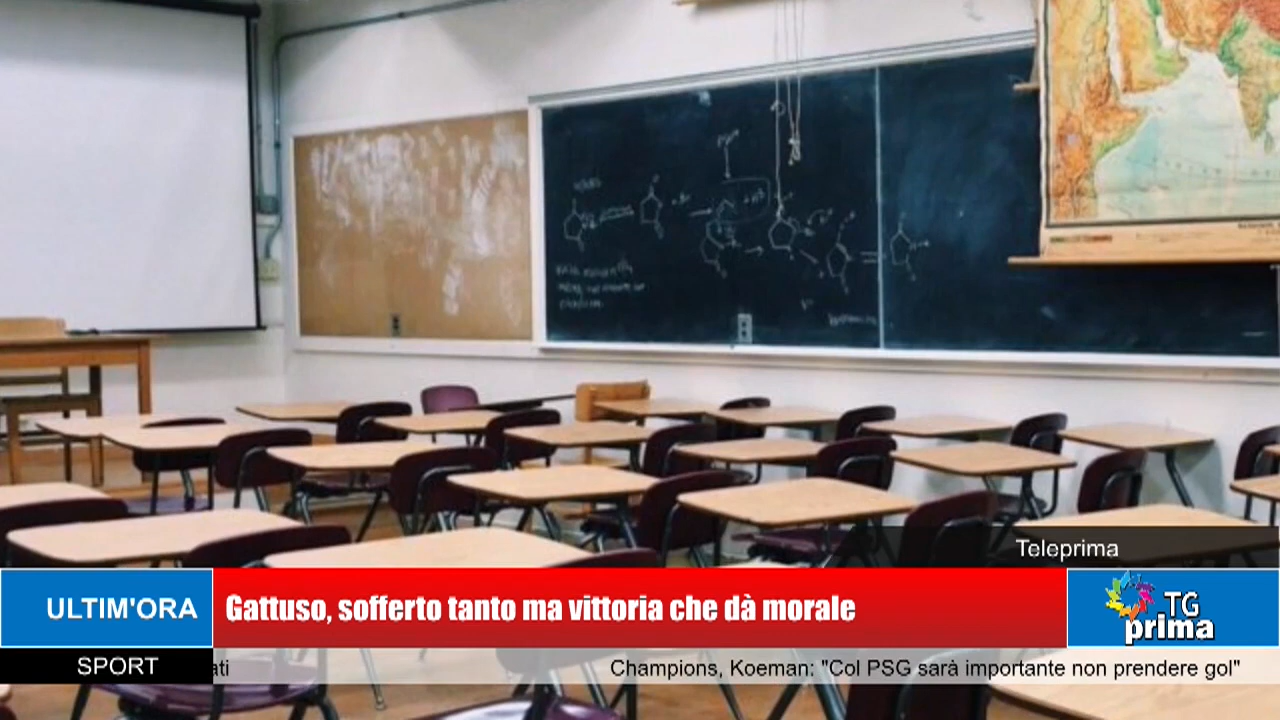 Teleprima
ULTIM'ORA
Gattuso, sofferto tanto ma vittoria che dà morale
TG
prima
SPORT
ati
Champions, Koeman: "Col PSG sarà importante non prendere gol"